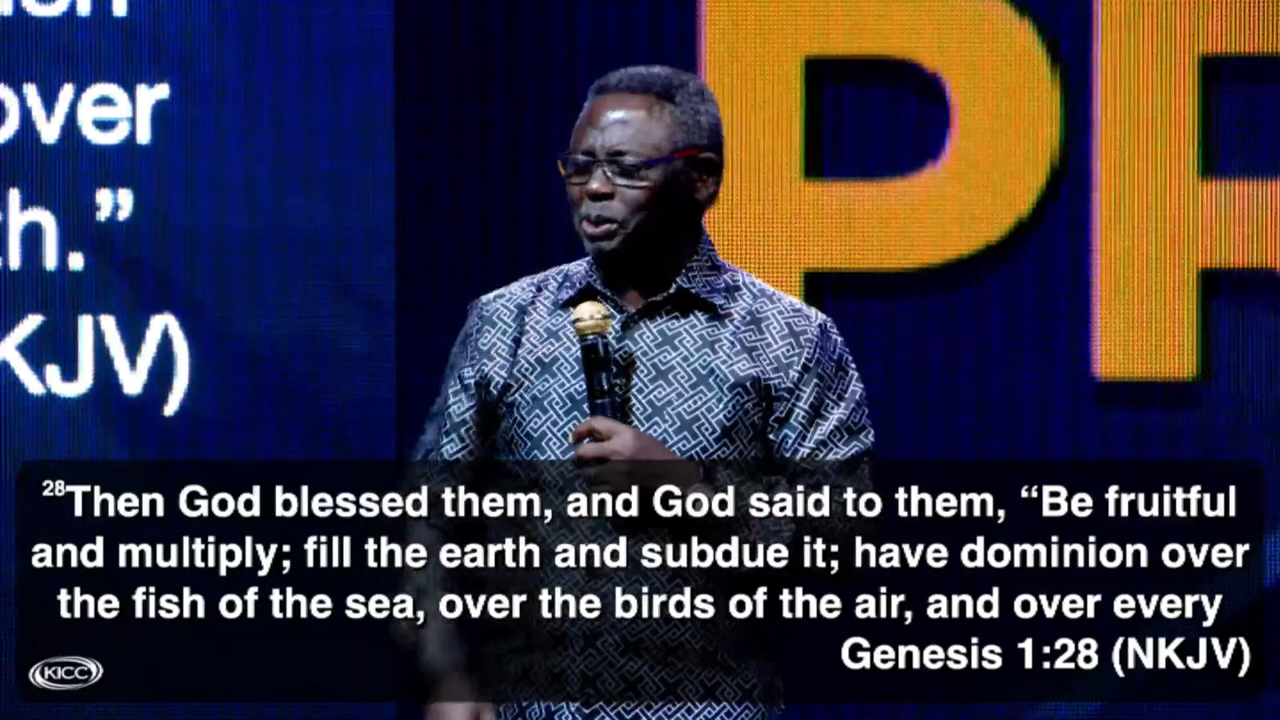 over
th.”
KJV)
PR
28Then God blessed them, and God said to them, “Be fruitful
and multiply; fill the earth and subdue it; have dominion over
the fish of the sea, over the birds of the air, and over every
Genesis 1:28 (NKJV)
KICC